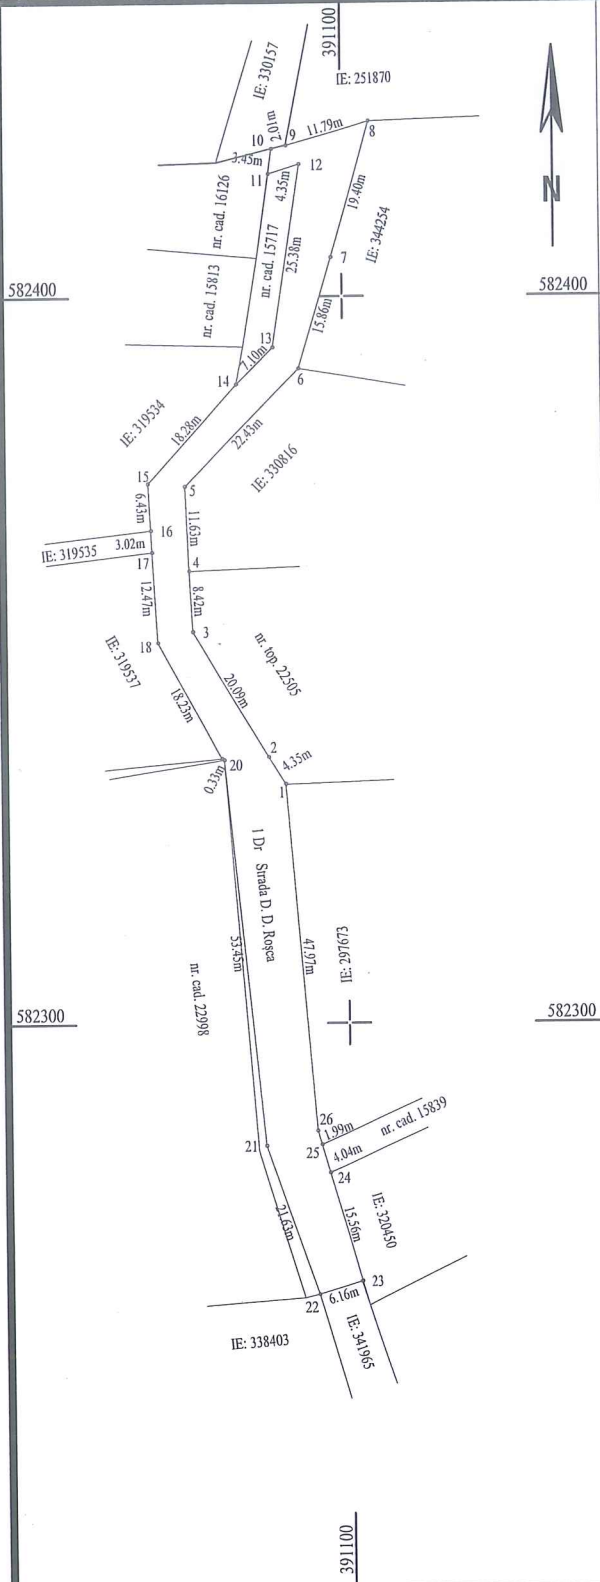 391100
IE: 251870
IE: 330157
2.01m
9
11.79m
8
10
3.45m
11
12
4.35m
19.40m
nr. cad. 16126
nr. cad. 15717
25.38m
IE: 344254
7
N
582400
582400
nr. cad. 15813
15.86m
13
7.10m
14
6
IE: 319534
18.28m
22.43m
IE: 330816
15
5
6.43m
11.63m
16
IE: 319535
3.02m
17
4
12.47m
8.42m
18
3
IE: 319537
20.09m
nr. top. 22505
18.23m
2
4.35m
20
0.33m
1
1 Dr Strada D. D. Roşca
53.45m
47.97m
IE: 297673
nr. cad. 22998
582300
582300
26
1.99m
nr. cad. 15839
25
4.04m
21
24
15.56m
IE: 320450
21.63m
23
22
6.16m
IE: 338403
IE: 341965
391100